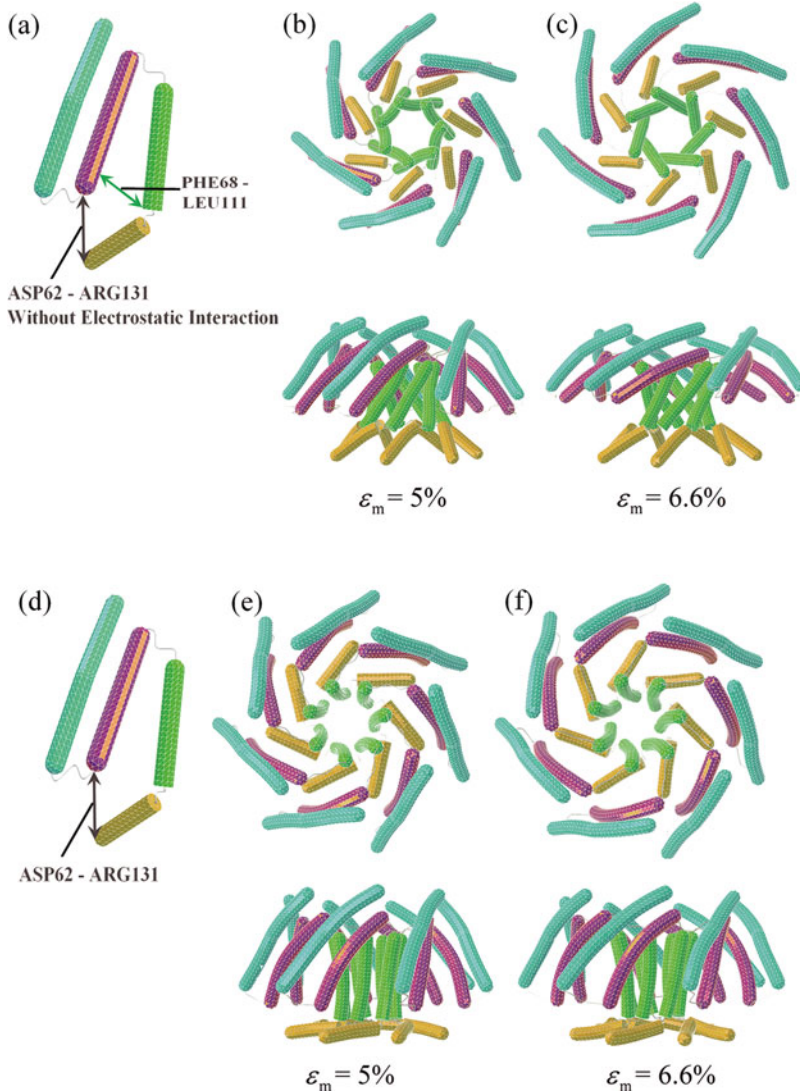 (a)
(b)
(c)
PHE68 -
LEU111
ASP62 - ARG131
Without Electrostatic Interaction
εm = 5%
εm = 6.6%
(d)
(e)
(f)
ASP62 - ARG131
εm = 5%
εm = 6.6%